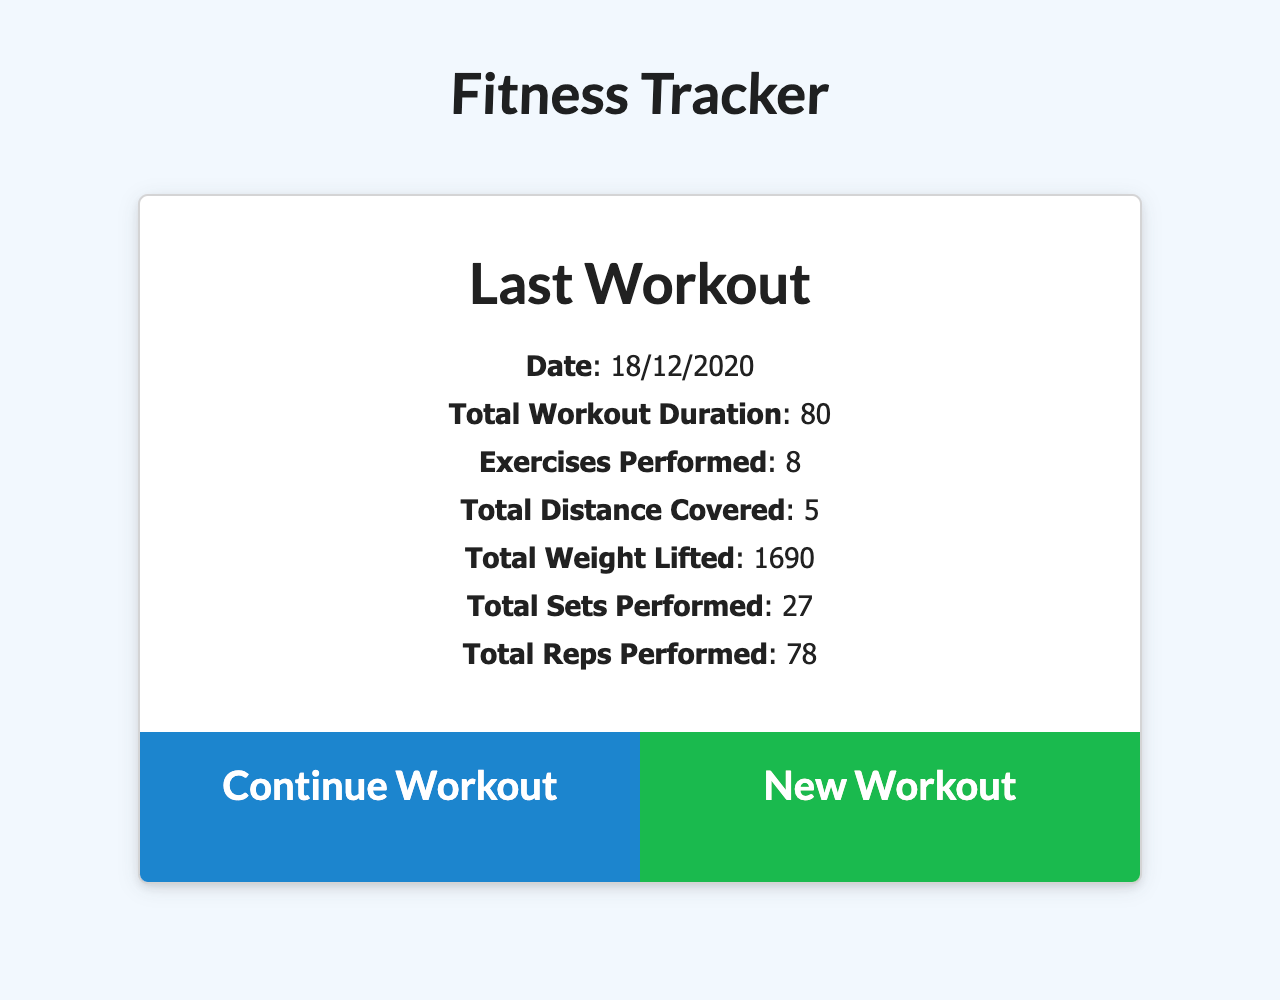 Fitness Tracker
Last Workout
Date: 18/12/2020
Total Workout Duration: 80
Exercises Performed: 8
Total Distance Covered: 5
Total Weight Lifted: 1690
Total Sets Performed: 27
Total Reps Performed: 78
Continue Workout
New Workout